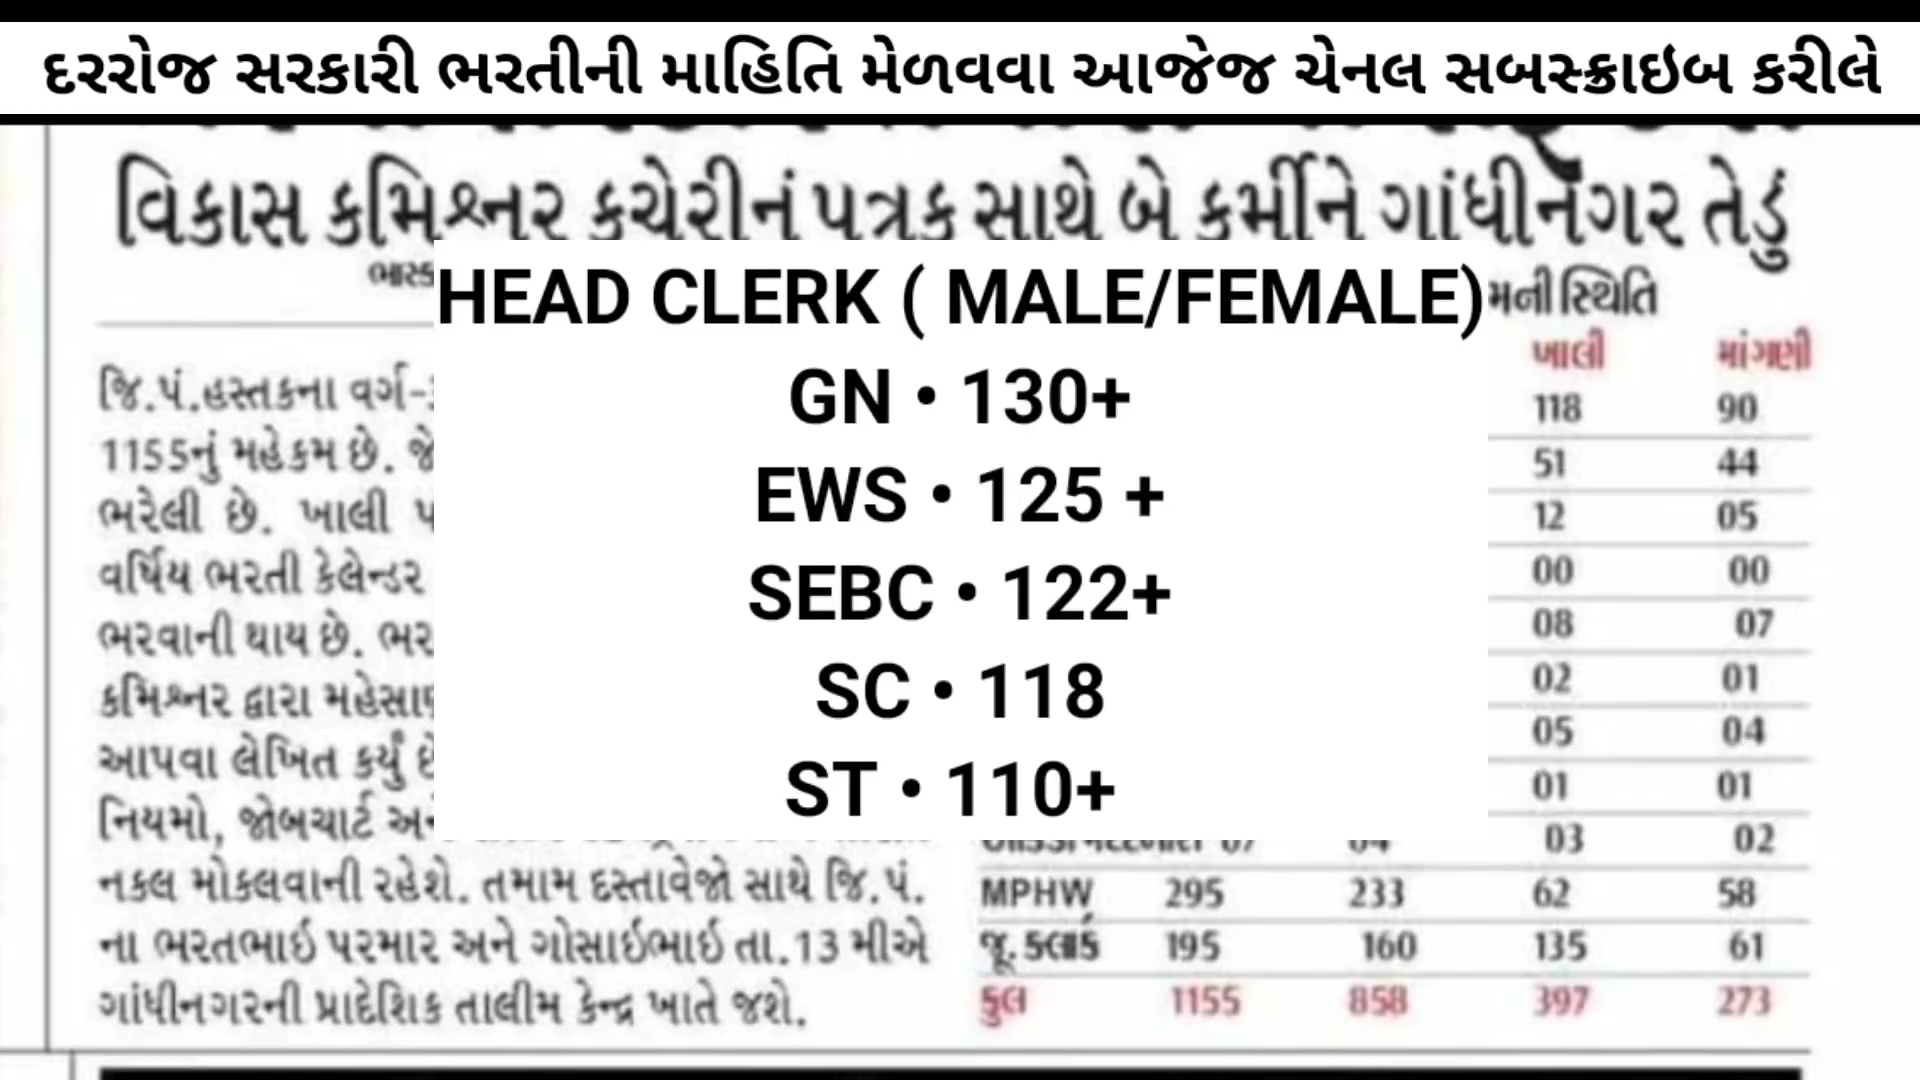 દરરોજ સરકારી ભરતીની માહિતિ મેળવવા આજેજ ચેનલ સબસ્ક્રાઇબ કરીલે
વિકાસ કમિશ્નર કચેરીનં પત્રક સાથે બે કર્મીને ગાંધીનગર તેડું
HEAD CLERK ( MALE/FEMALE)
GN • 130+
EWS • 125 +
SEBC • 122+
SC • 118
ST • 110+
જિ.પં.હસ્તકના વર્ગ-
1155નું મહેકમ છે. જે
ભરેલી છે. ખાલી
વર્ષિય ભરતી કેલેન્ડર
ભરવાની થાય છે.
કમિશ્નર દ્વારા
આપવા લેખિત કર્યું
નિયમો, જોબચાર્ટ
નકલ મોકલવાની રહેશે. તમામ દસ્તાવેજો સાથે જિ.પં.
ના ભરતભાઈ પરમાર અને ગોસાઈભાઈ તા.13 મીએ
ગાંધીનગરની પ્રાદેશિક તાલીમ કેન્દ્ર ખાતે જશે.
સ્થિતિ
ખાલી માંગણી
118 90
51 44
12 05
00 00
08 07
02 01
05 04
01 01
03 02
MPHW 295 233 62 58
જૂ. ક્લાર્ક 195 160 135 61
કુલ 1155 858 397 273